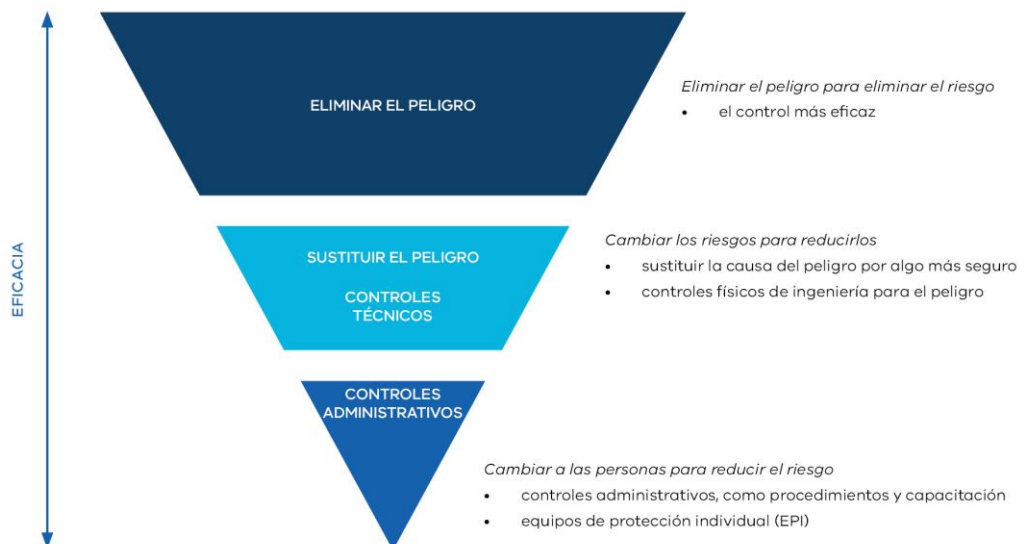 ELIMINAR EL PELIGRO
Eliminar el peligro para eliminar el riesgo
• el control más eficaz
EFICACIA
SUSTITUIR EL PELIGRO
CONTROLES
TÉCNICOS
Cambiar los riesgos para reducirlos
• sustituir la causa del peligro por algo más seguro
• controles físicos de ingeniería para el peligro
CONTROLES
ADMINISTRATIVOS
Cambiar a las personas para reducir el riesgo
• controles administrativos, como procedimientos y capacitación
• equipos de protección individual (EPI)